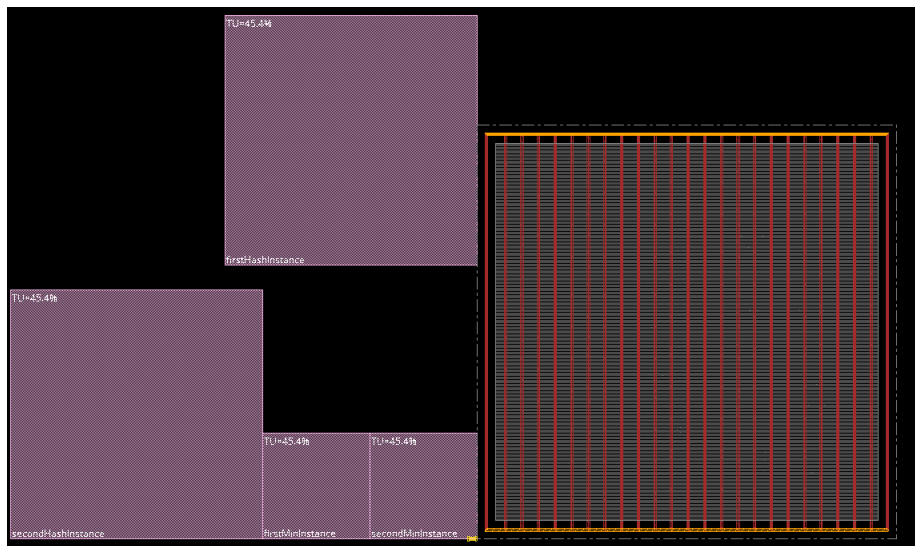 TU=45.4%
firstHashInstance
TU=45.4%
secondHashInstance
TU=45.4%
firstMinInstance
TU=45.4%
secondMinInstance